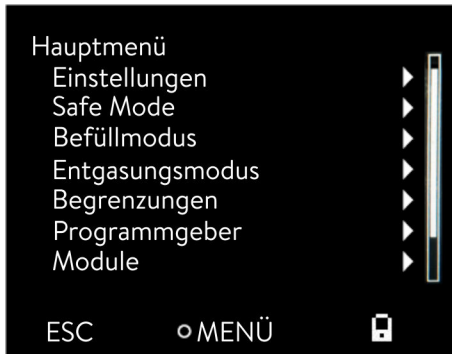 Hauptmenü
Einstellungen
Safe Mode
Befüllmodus
Entgasungsmodus
Begrenzungen
Programmgeber
Module
ESC MENÜ